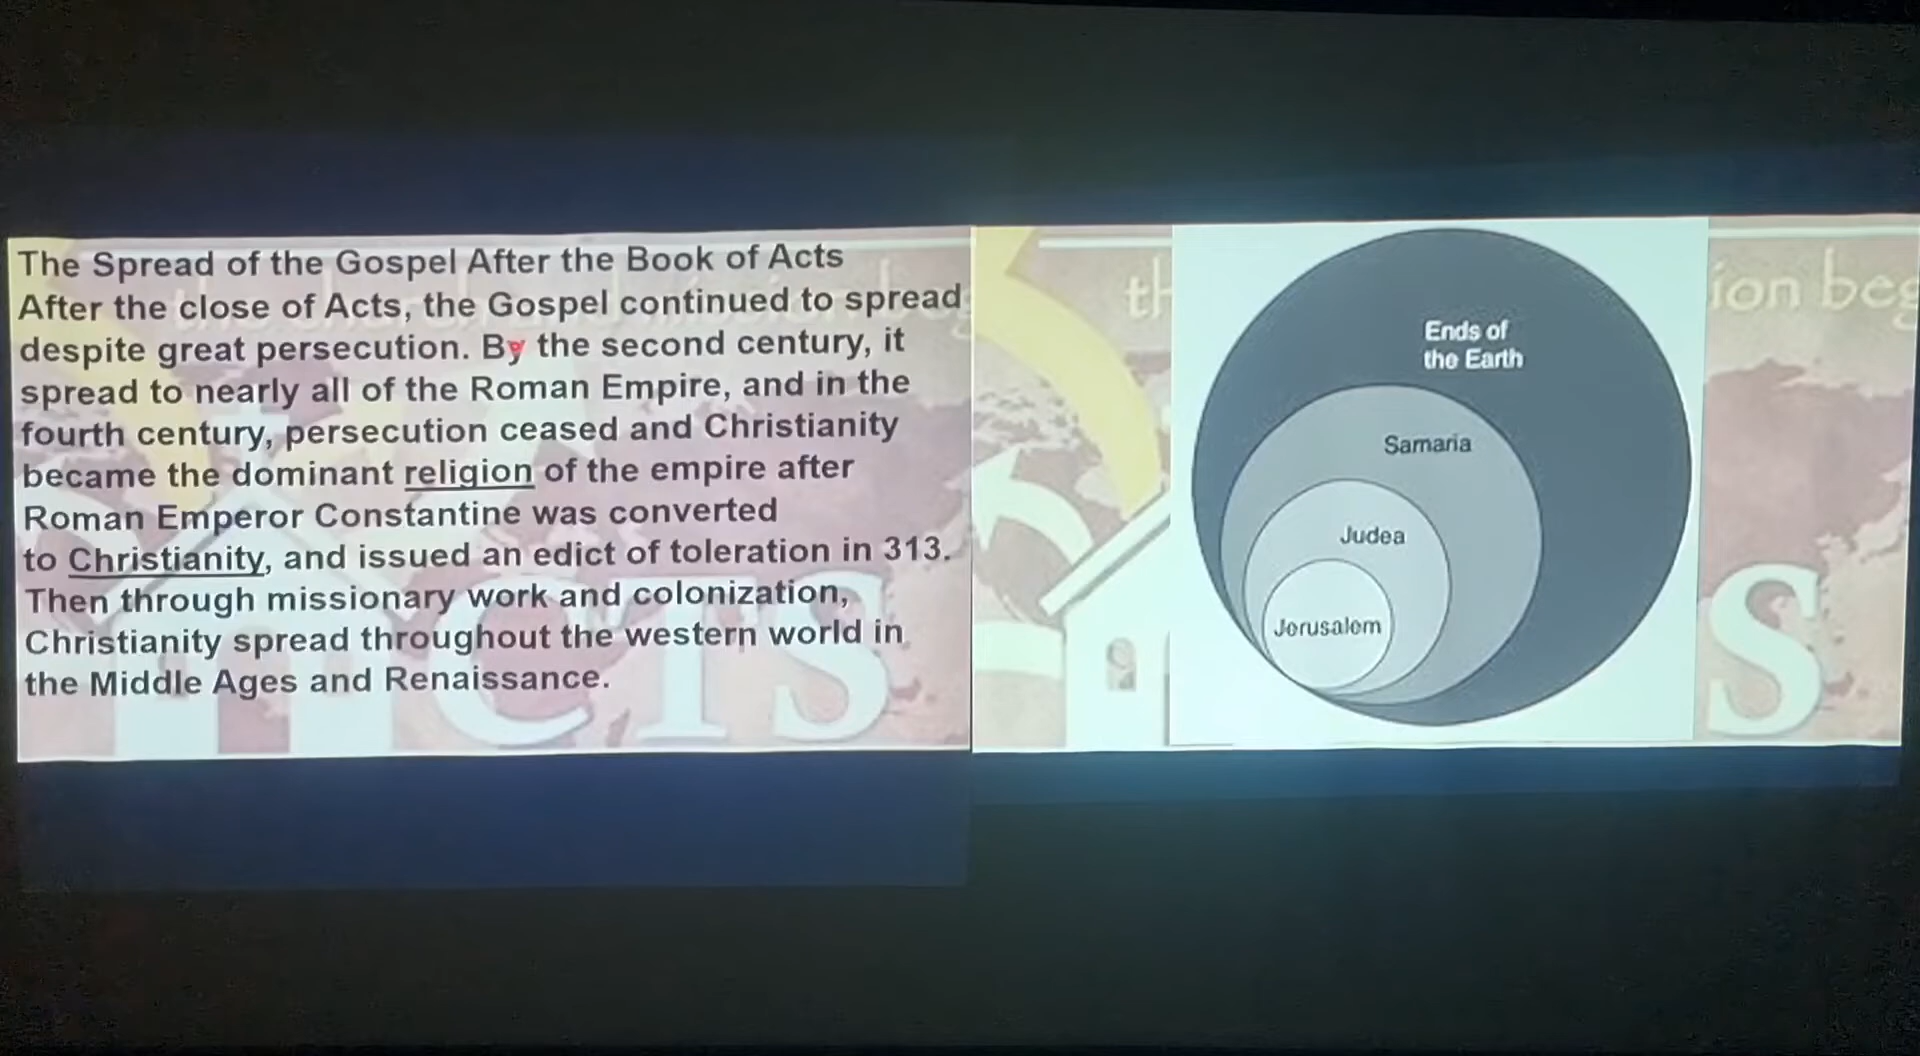 The Spread of the Gospel After the Book of Acts
After the close of Acts, the Gospel continued to spread
despite great persecution. By the second century, it
spread to nearly all of the Roman Empire, and in the
fourth century, persecution ceased and Christianity
became the dominant religion of the empire after
Roman Emperor Constantine was converted
to Christianity, and issued an edict of toleration in 313.
Then through missionary work and colonization,
Christianity spread throughout the western world in
the Middle Ages and Renaissance.
CTS
th
ion beg
Ends of
the Earth
Samaria
Judea
Jerusalem
S